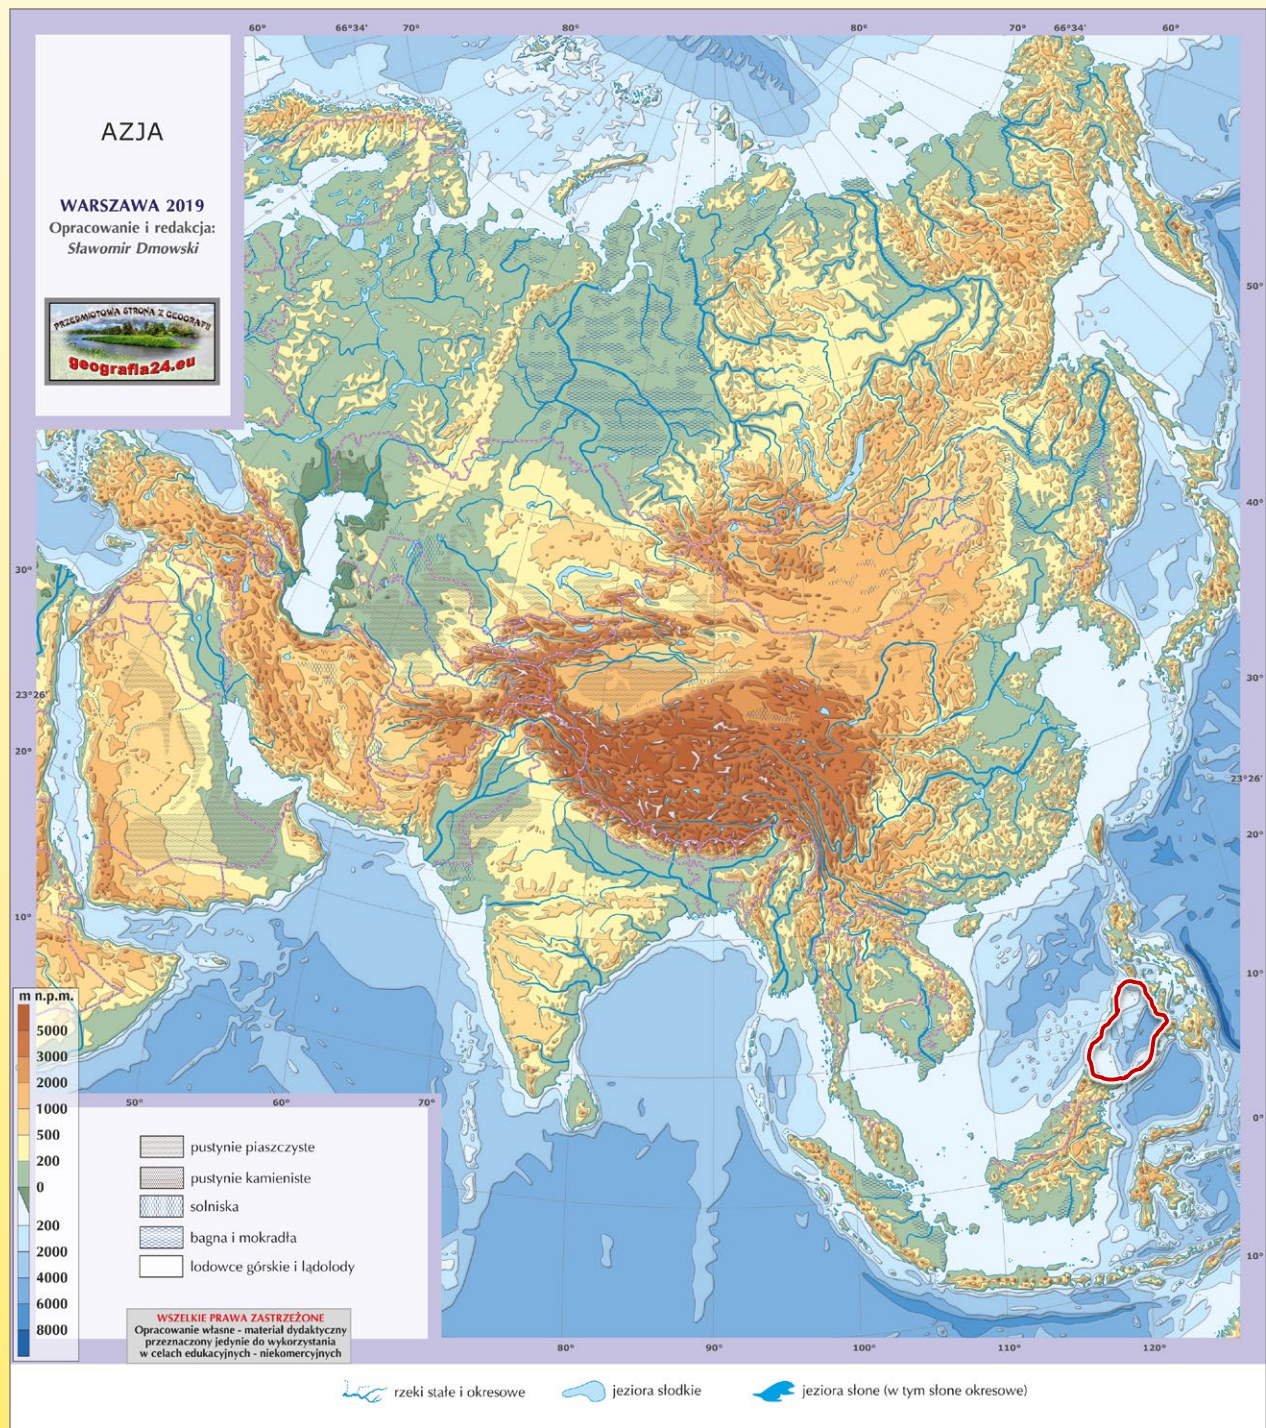 60° 66°34' 70° 80° 80° 70° 66°34' 60°
AZJA
WARSZAWA 2019
Opracowanie i redakcja:
Sławomir Dmowski
PRZEDMIOTOWA STRONA Z GEOGRAFII
geografia24.eu
50°
40°
30°
30°
23°26'
20°
23°26'
20°
10°
10°
m n.p.m.
5000
3000
2000
1000
500
200
0
200
2000
4000
6000
8000
50° 60° 70°
0°
10°
pustynie piaszczyste
pustynie kamieniste
solniska
bagna i mokradła
lodowce górskie i lądolody
WSZELKIE PRAWA ZASTRZEŻONE
Opracowanie własne - materiał dydaktyczny
przeznaczony jedynie do wykorzystania
w celach edukacyjnych - niekomercyjnych
80° 90° 100° 110° 120°
rzeki stałe i okresowe jeziora słodkie jeziora słone (w tym słone okresowe)